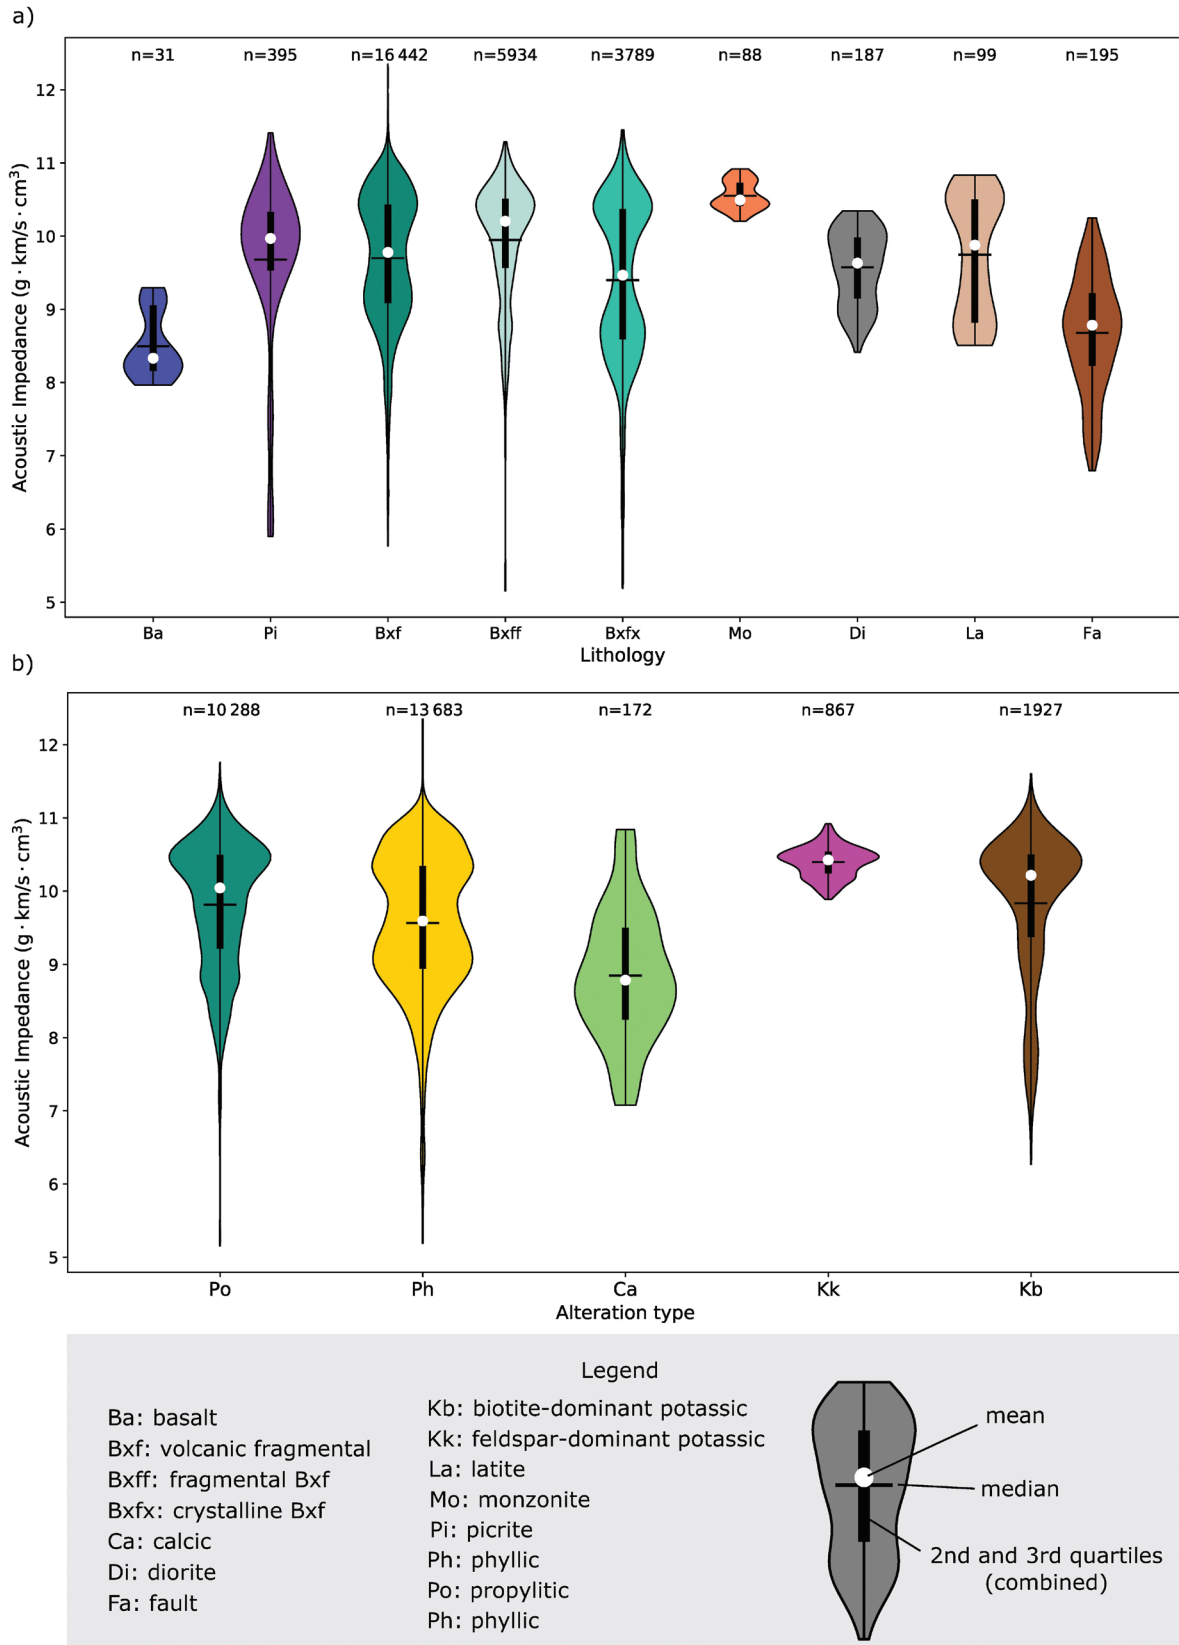 a)
n=31 n=395 n=16 442 n=5934 n=3789 n=88 n=187 n=99 n=195
12
11
10
9
8
7
6
5
Acoustic Impedance (g · km/s · cm³)
Ba Pi Bxf Bxff Bxfx Mo Di La Fa
Lithology
b)
n=10 288 n=13 683 n=172 n=867 n=1927
12
11
10
9
8
7
6
5
Acoustic Impedance (g · km/s · cm³)
Po Ph Ca Kk Kb
Alteration type
Legend
Ba: basalt
Bxf: volcanic fragmental
Bxff: fragmental Bxf
Bxfx: crystalline Bxf
Ca: calcic
Di: diorite
Fa: fault
Kb: biotite-dominant potassic
Kk: feldspar-dominant potassic
La: latite
Mo: monzonite
Pi: picrite
Ph: phyllic
Po: propylitic
Ph: phyllic
mean
median
2nd and 3rd quartiles
(combined)